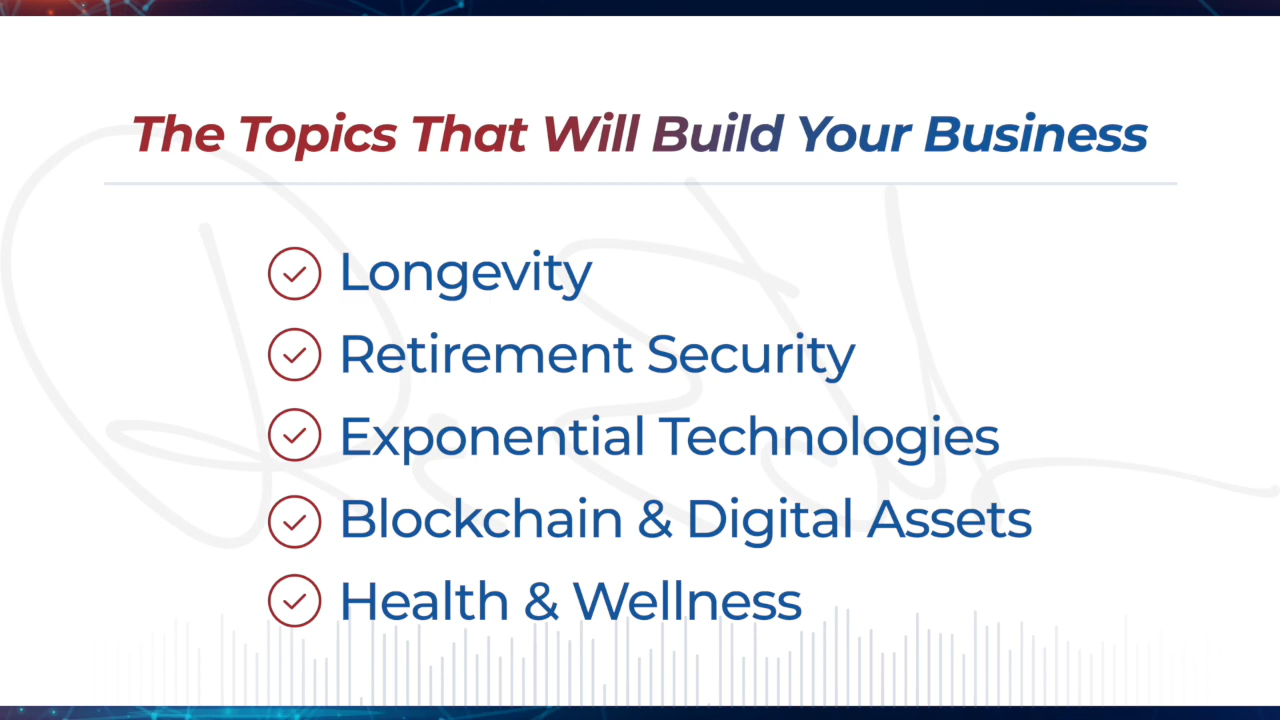 The Topics That Will Build Your Business
Longevity
Retirement Security
Exponential Technologies
Blockchain & Digital Assets
Health & Wellness